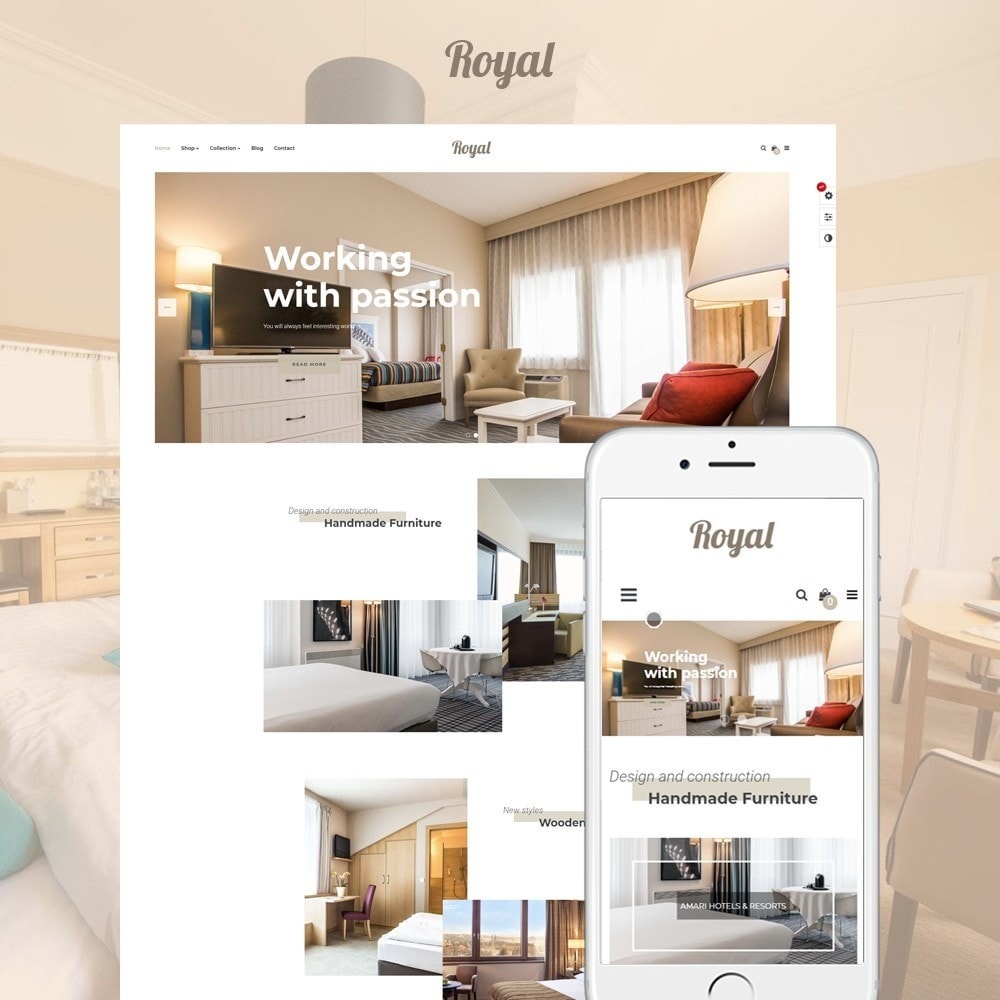 Royal
Home Shop Collection Blog Contact
Royal
Working
with passion
You will always feel interesting
READ MORE
Design and construction
Handmade Furniture
New styles
Wooden
Royal
0
Working
with passion
Design and construction
Handmade Furniture
AMARI HOTELS & RESORTS